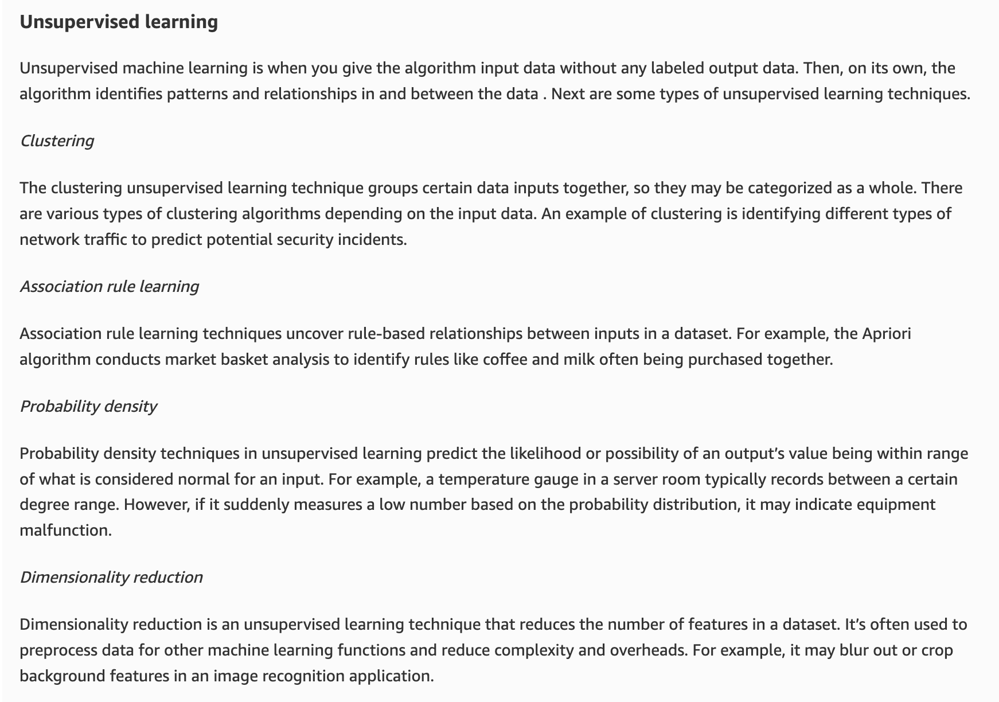 Unsupervised learning
Unsupervised machine learning is when you give the algorithm input data without any labeled output data. Then, on its own, the
algorithm identifies patterns and relationships in and between the data . Next are some types of unsupervised learning techniques.
Clustering
The clustering unsupervised learning technique groups certain data inputs together, so they may be categorized as a whole. There
are various types of clustering algorithms depending on the input data. An example of clustering is identifying different types of
network traffic to predict potential security incidents.
Association rule learning
Association rule learning techniques uncover rule-based relationships between inputs in a dataset. For example, the Apriori
algorithm conducts market basket analysis to identify rules like coffee and milk often being purchased together.
Probability density
Probability density techniques in unsupervised learning predict the likelihood or possibility of an output’s value being within range
of what is considered normal for an input. For example, a temperature gauge in a server room typically records between a certain
degree range. However, if it suddenly measures a low number based on the probability distribution, it may indicate equipment
malfunction.
Dimensionality reduction
Dimensionality reduction is an unsupervised learning technique that reduces the number of features in a dataset. It’s often used to
preprocess data for other machine learning functions and reduce complexity and overheads. For example, it may blur out or crop
background features in an image recognition application.